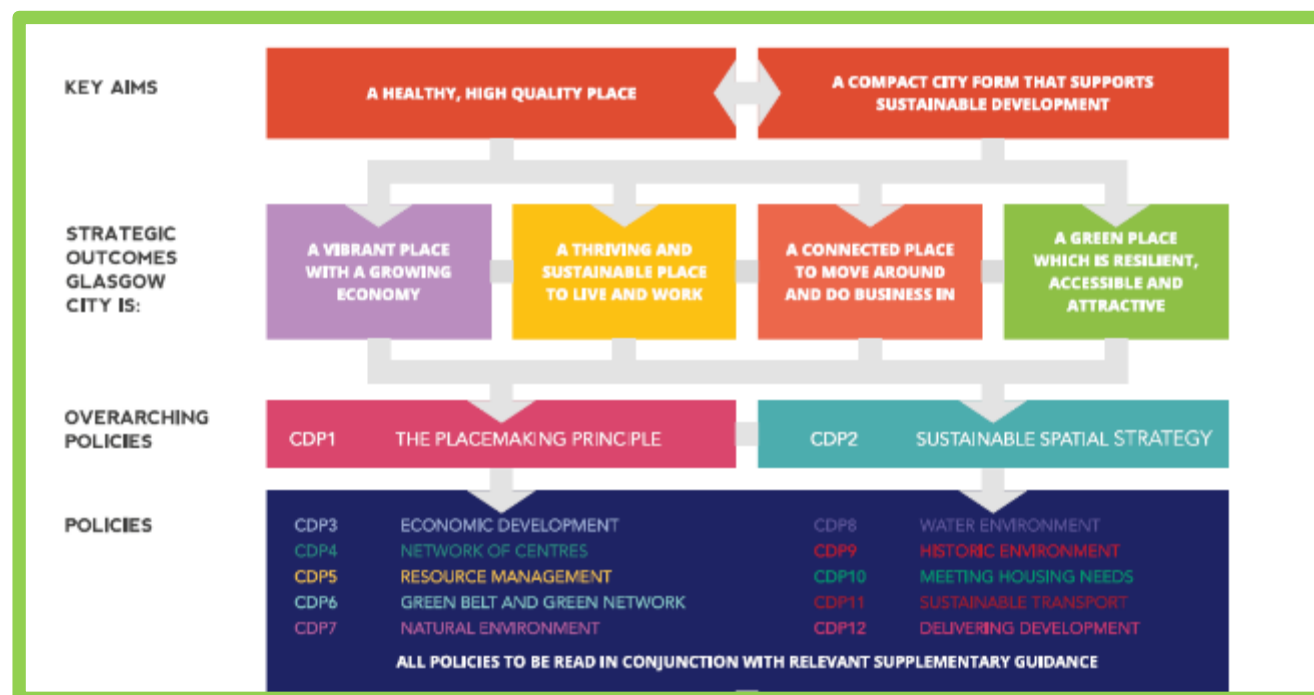 KEY AIMS
A HEALTHY, HIGH QUALITY PLACE
A COMPACT CITY FORM THAT SUPPORTS
SUSTAINABLE DEVELOPMENT
STRATEGIC
OUTCOMES
GLASGOW
CITY IS:
A VIBRANT PLACE
WITH A GROWING
ECONOMY
A THRIVING AND
SUSTAINABLE PLACE
TO LIVE AND WORK
A CONNECTED PLACE
TO MOVE AROUND
AND DO BUSINESS IN
A GREEN PLACE
WHICH IS RESILIENT,
ACCESSIBLE AND
ATTRACTIVE
OVERARCHING
POLICIES
CDP1 THE PLACEMAKING PRINCIPLE
CDP2 SUSTAINABLE SPATIAL STRATEGY
POLICIES
CDP3 ECONOMIC DEVELOPMENT
CDP4 NETWORK OF CENTRES
CDP5 RESOURCE MANAGEMENT
CDP6 GREEN BELT AND GREEN NETWORK
CDP7 NATURAL ENVIRONMENT
CDP8 WATER ENVIRONMENT
CDP9 HISTORIC ENVIRONMENT
CDP10 MEETING HOUSING NEEDS
CDP11 SUSTAINABLE TRANSPORT
CDP12 DELIVERING DEVELOPMENT
ALL POLICIES TO BE READ IN CONJUNCTION WITH RELEVANT SUPPLEMENTARY GUIDANCE